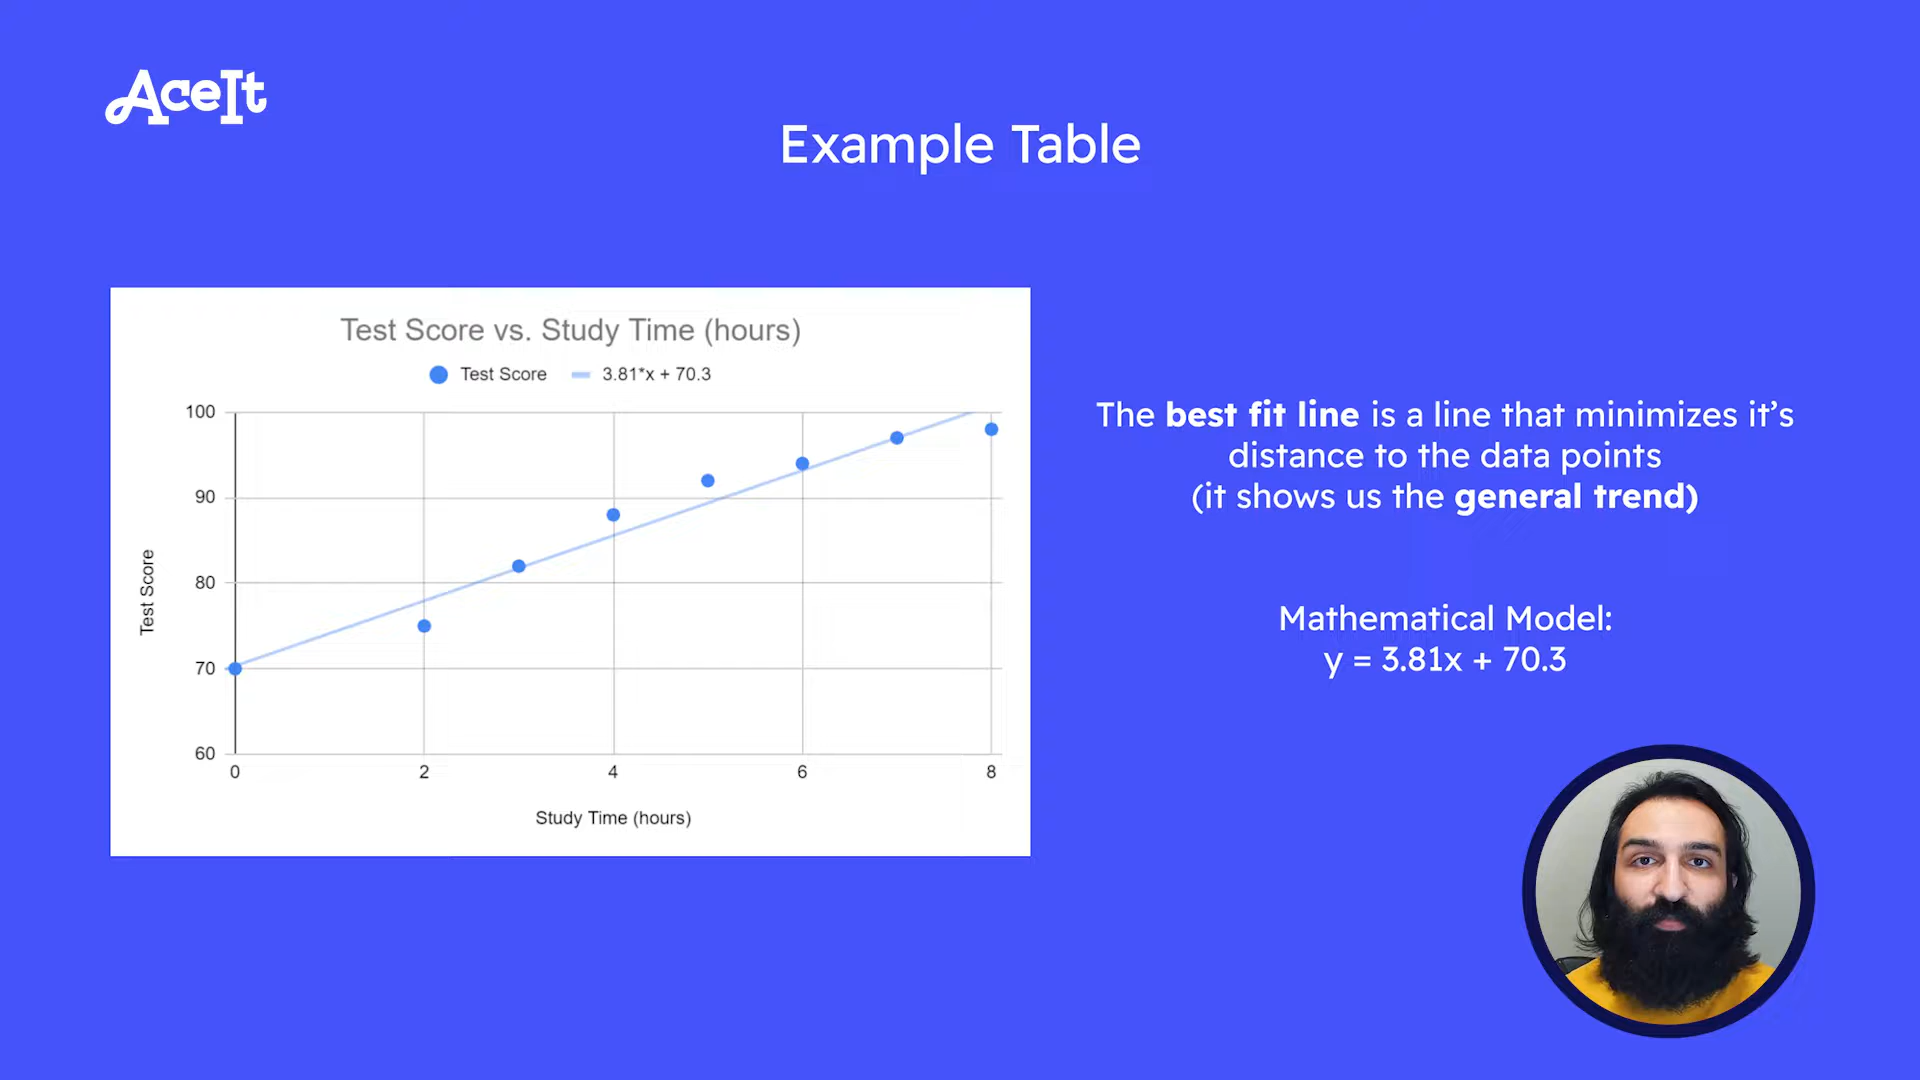 AceIt
Example Table
Test Score vs. Study Time (hours)
Test Score 3.81*x + 70.3
100
90
80
70
60
Test Score
0 2 4 6 8
Study Time (hours)
The best fit line is a line that minimizes it’s
distance to the data points
(it shows us the general trend)
Mathematical Model:
y = 3.81x + 70.3